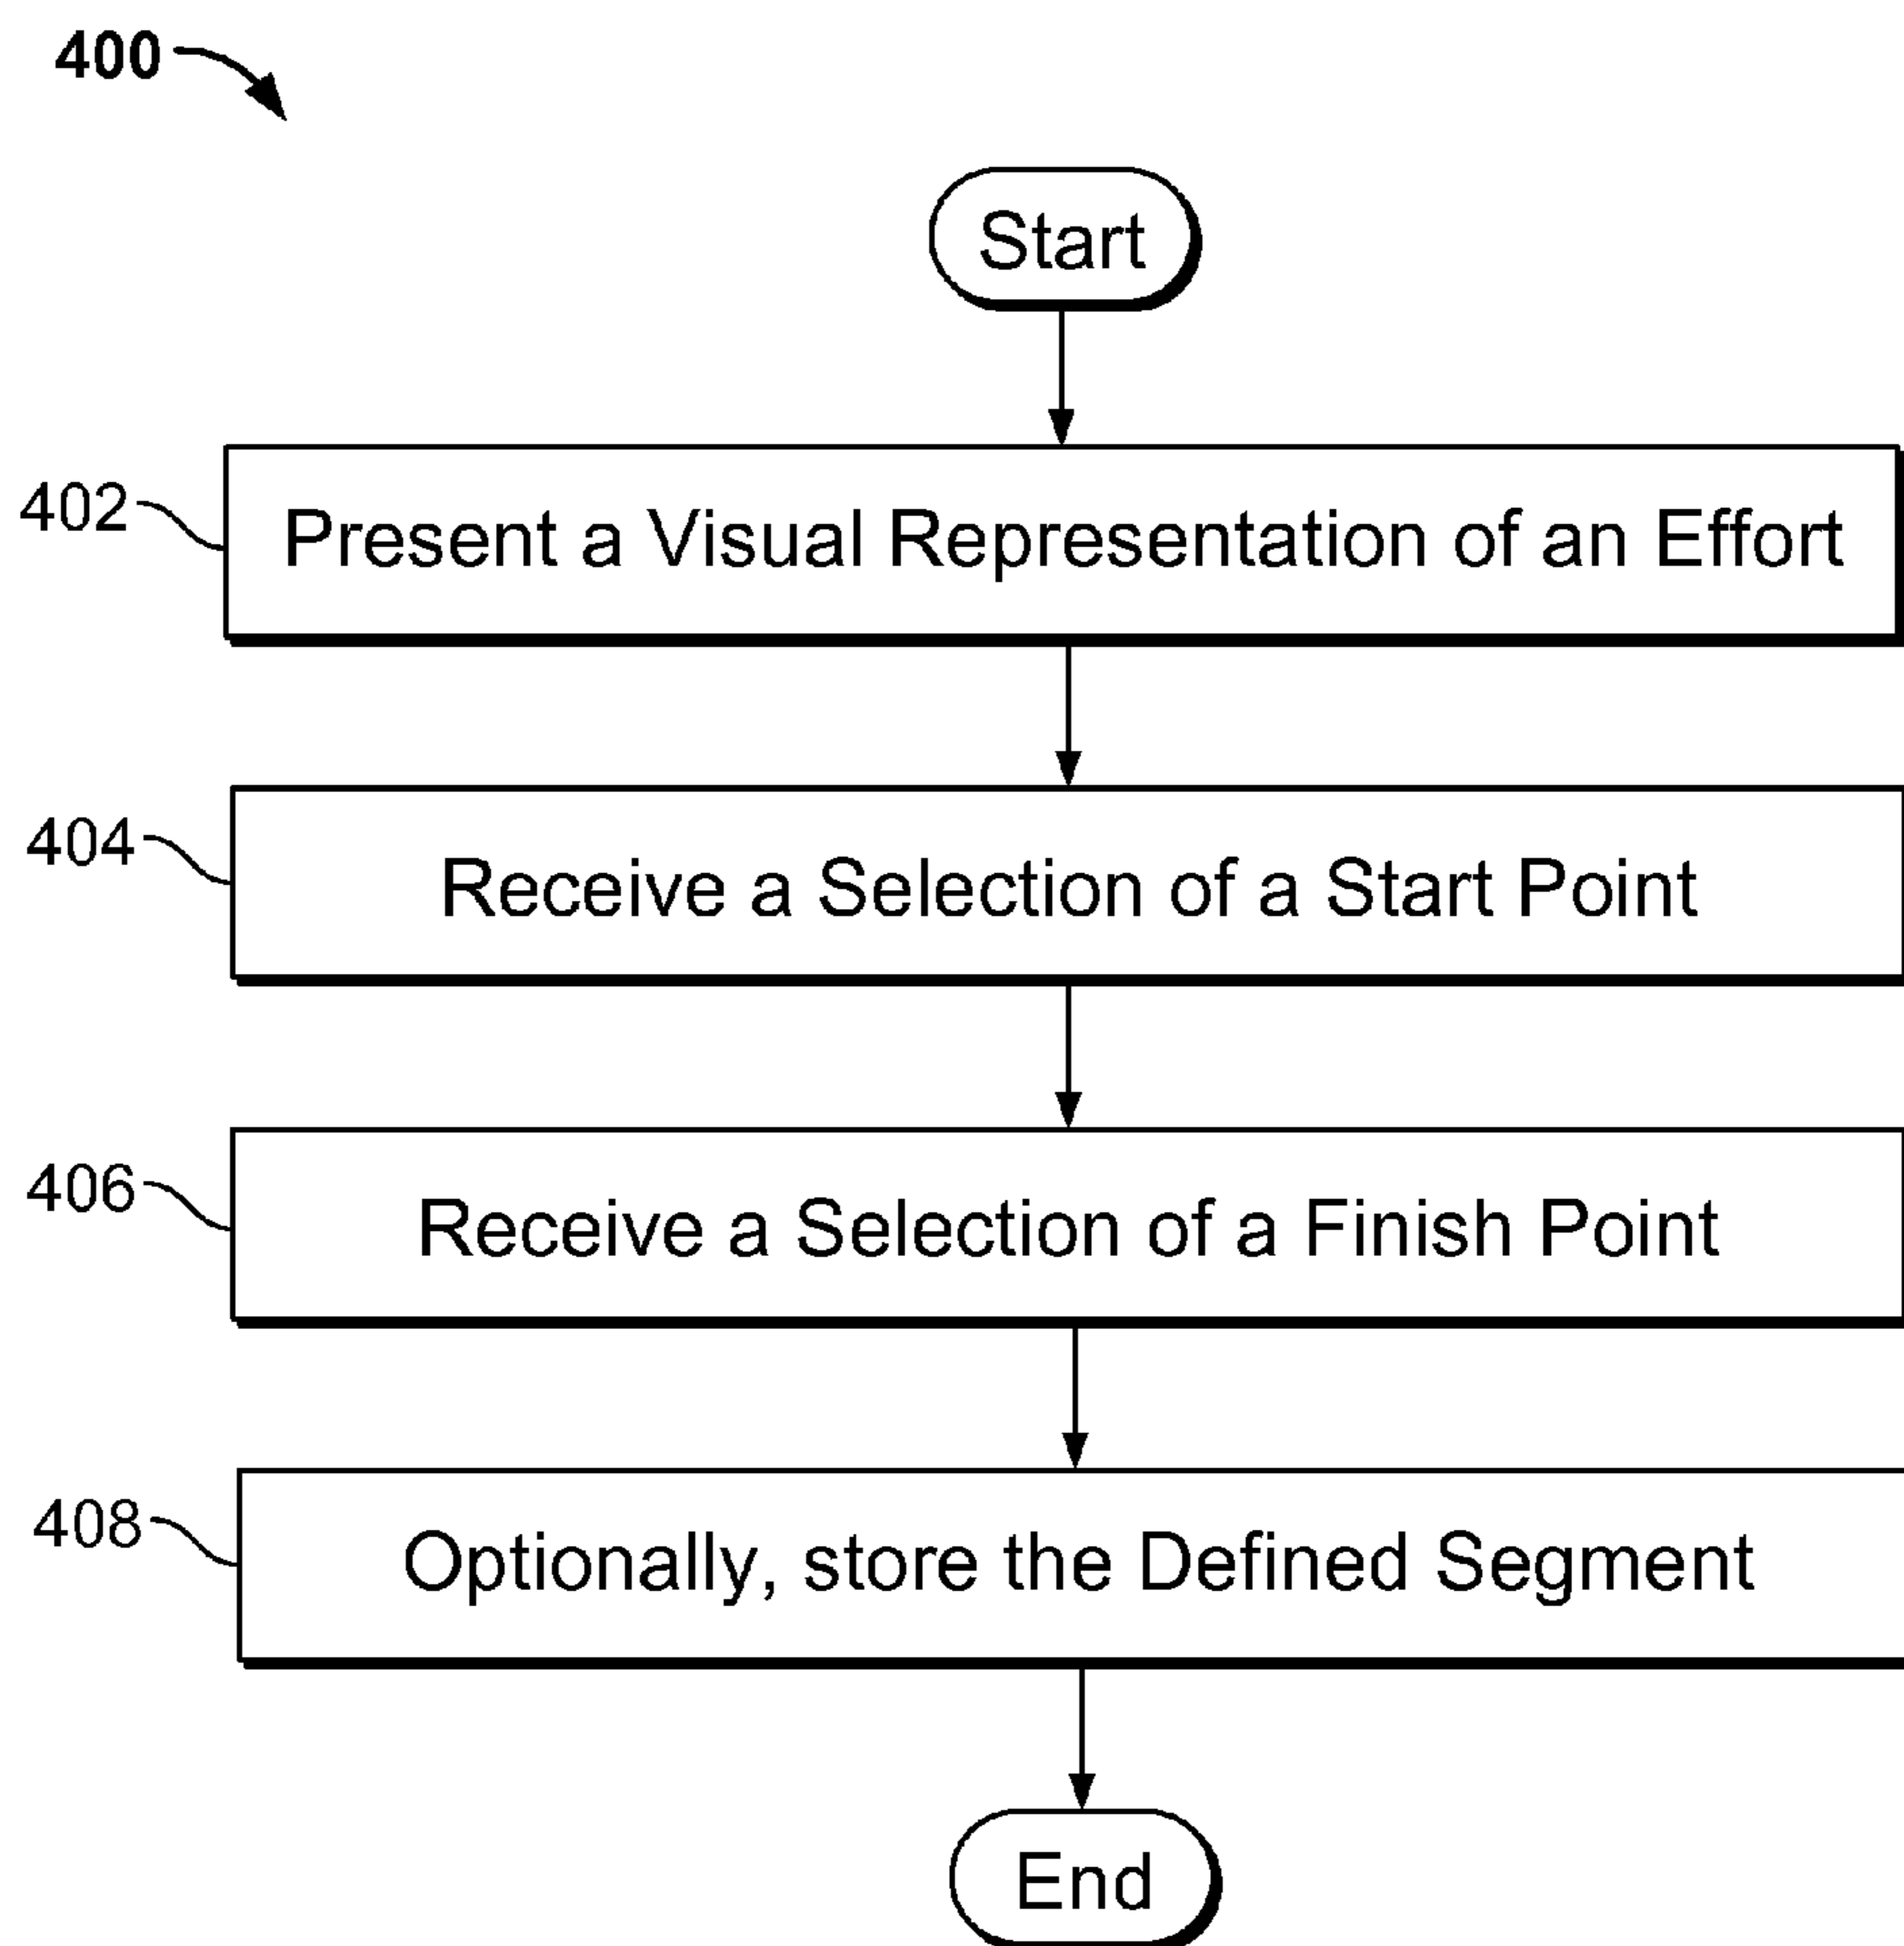 400
Start
402
Present a Visual Representation of an Effort
404
Receive a Selection of a Start Point
406
Receive a Selection of a Finish Point
408
Optionally, store the Defined Segment
End